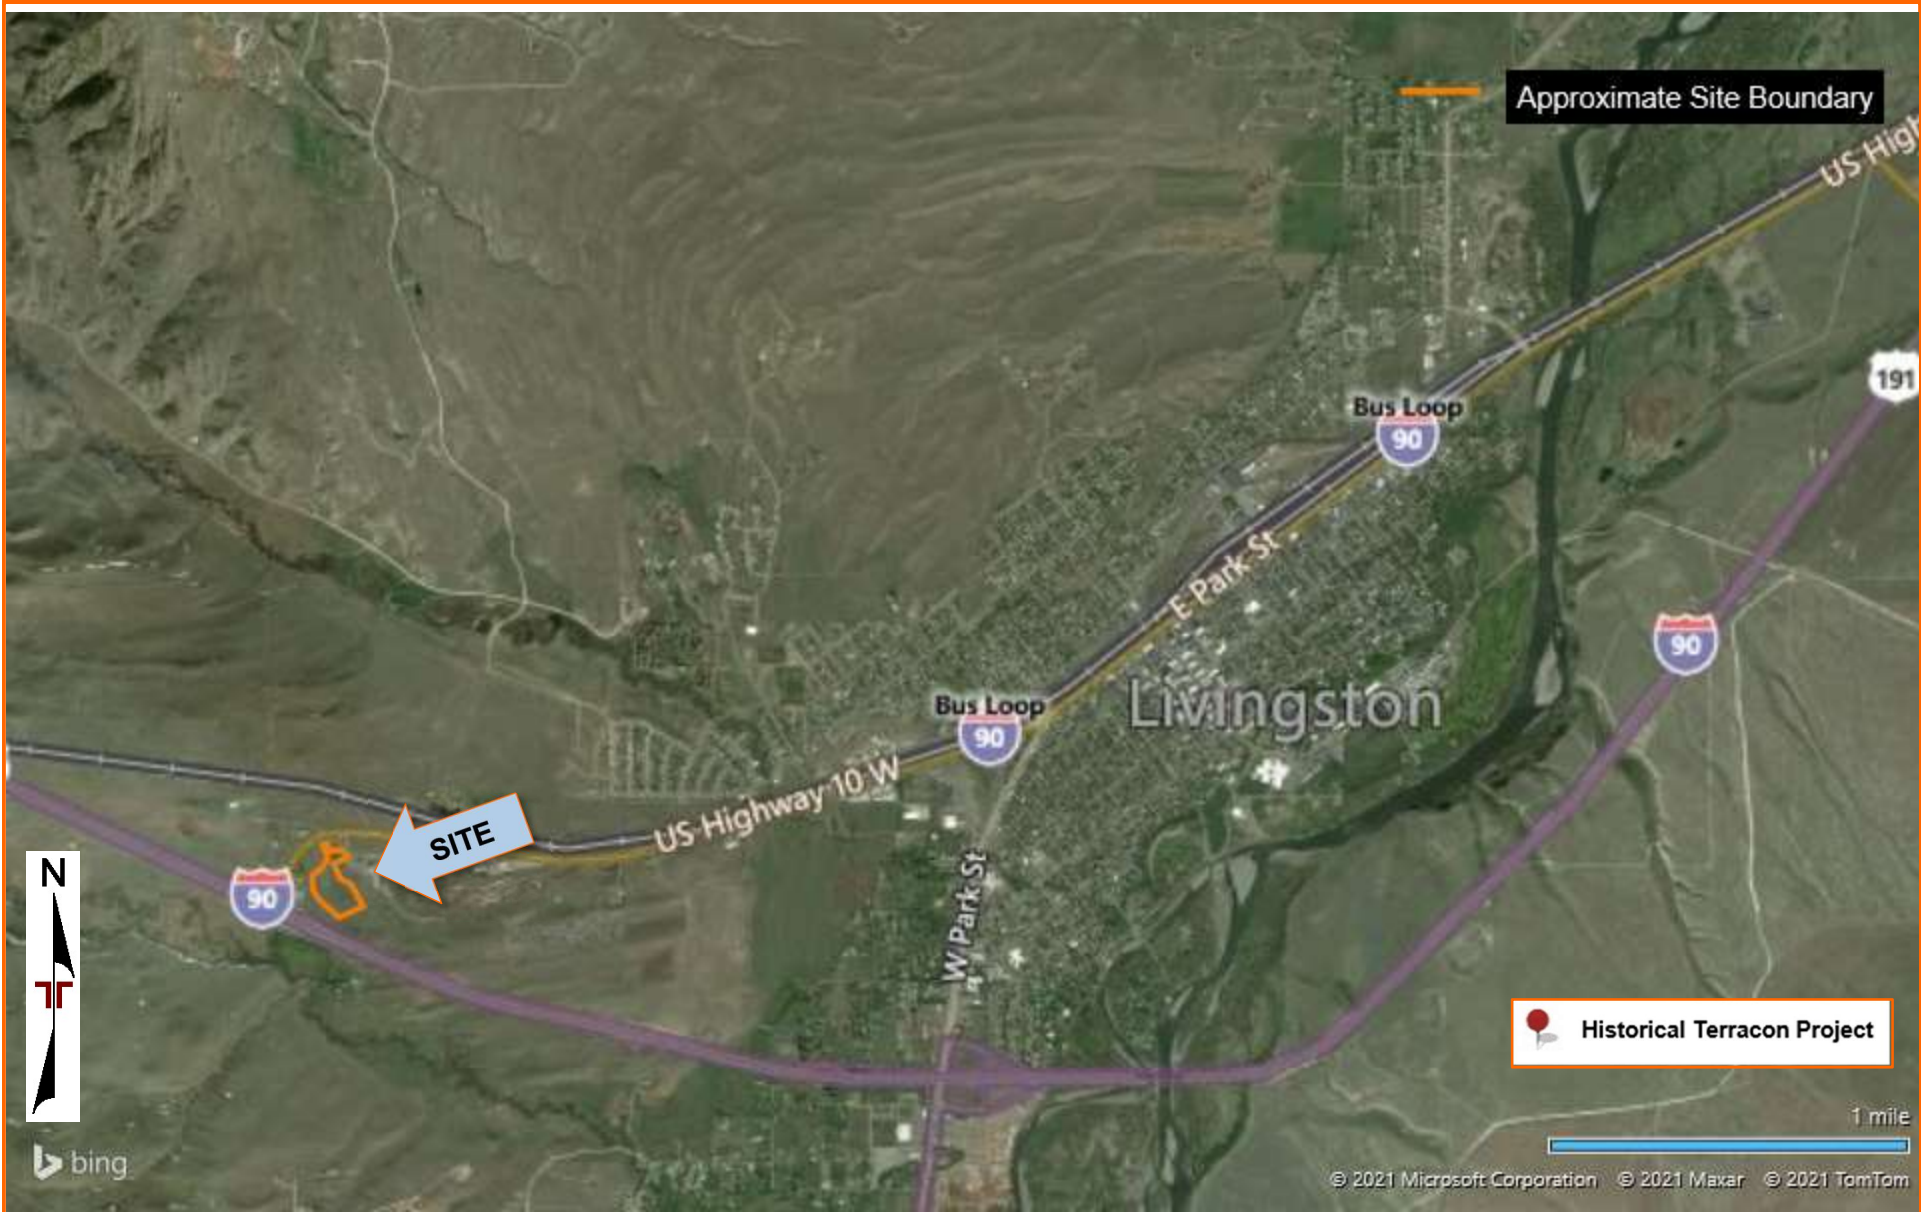 Approximate Site Boundary
US High
191
Bus Loop
90
E Park St
90
Bus Loop
90
Livingston
US Highway 10 W
SITE
90
N
W Park St
Historical Terracon Project
1 mile
bing
© 2021 Microsoft Corporation © 2021 Maxar © 2021 TomTom